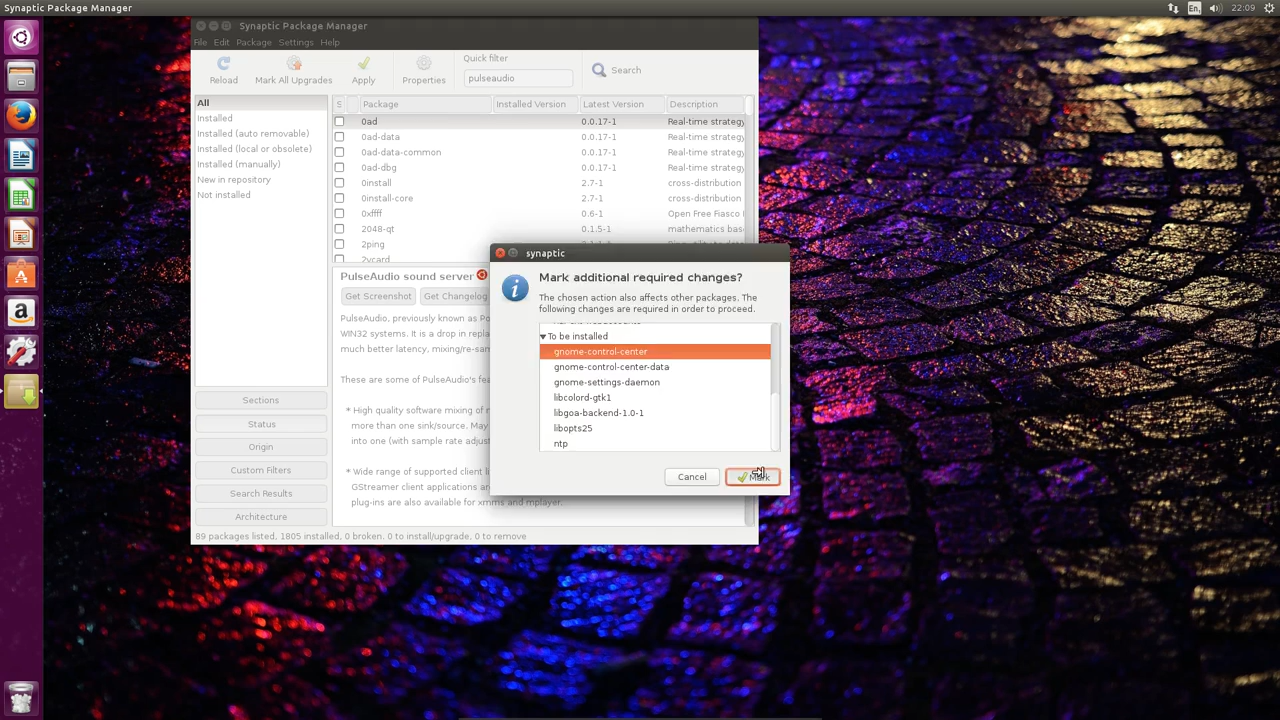 Synaptic Package Manager
En
22:09
Synaptic Package Manager
File Edit Package Settings Help
Reload
Mark All Upgrades
Apply
Properties
Quick filter
pulseaudio
Search
All
Installed
Installed (auto removable)
Installed (local or obsolete)
Installed (manually)
New in repository
Not installed
S Package Installed Version Latest Version Description
0ad 0.0.17-1 Real-time strategy
0ad-data 0.0.17-1 Real-time strategy
0ad-data-common 0.0.17-1 Real-time strategy
0ad-dbg 0.0.17-1 Real-time strategy
0install 2.7-1 cross-distribution
0install-core 2.7-1 cross-distribution
0xffff 0.6-1 Open Free Fiasco
2048-qt 0.1.5-1 mathematics bas
2ping
2vcard
PulseAudio sound server
Get Screenshot Get Changelog
PulseAudio, previously known as
WIN32 systems. It is a drop in
much better latency, mixing/re-sam
These are some of PulseAudio's
* High quality software mixing of
more than one sink/source. May
into one (with sample rate adjust
* Wide range of supported client
GStreamer client applications
plug-ins are also available for xmms and mplayer.
Sections
Status
Origin
Custom Filters
Search Results
Architecture
89 packages listed, 1805 installed, 0 broken. 0 to install/upgrade, 0 to remove
synaptic
Mark additional required changes?
The chosen action also affects other packages. The
following changes are required in order to proceed.
To be installed
gnome-control-center
gnome-control-center-data
gnome-settings-daemon
libcolord-gtk1
libgoa-backend-1.0-1
libopts25
ntp
Cancel
Mark